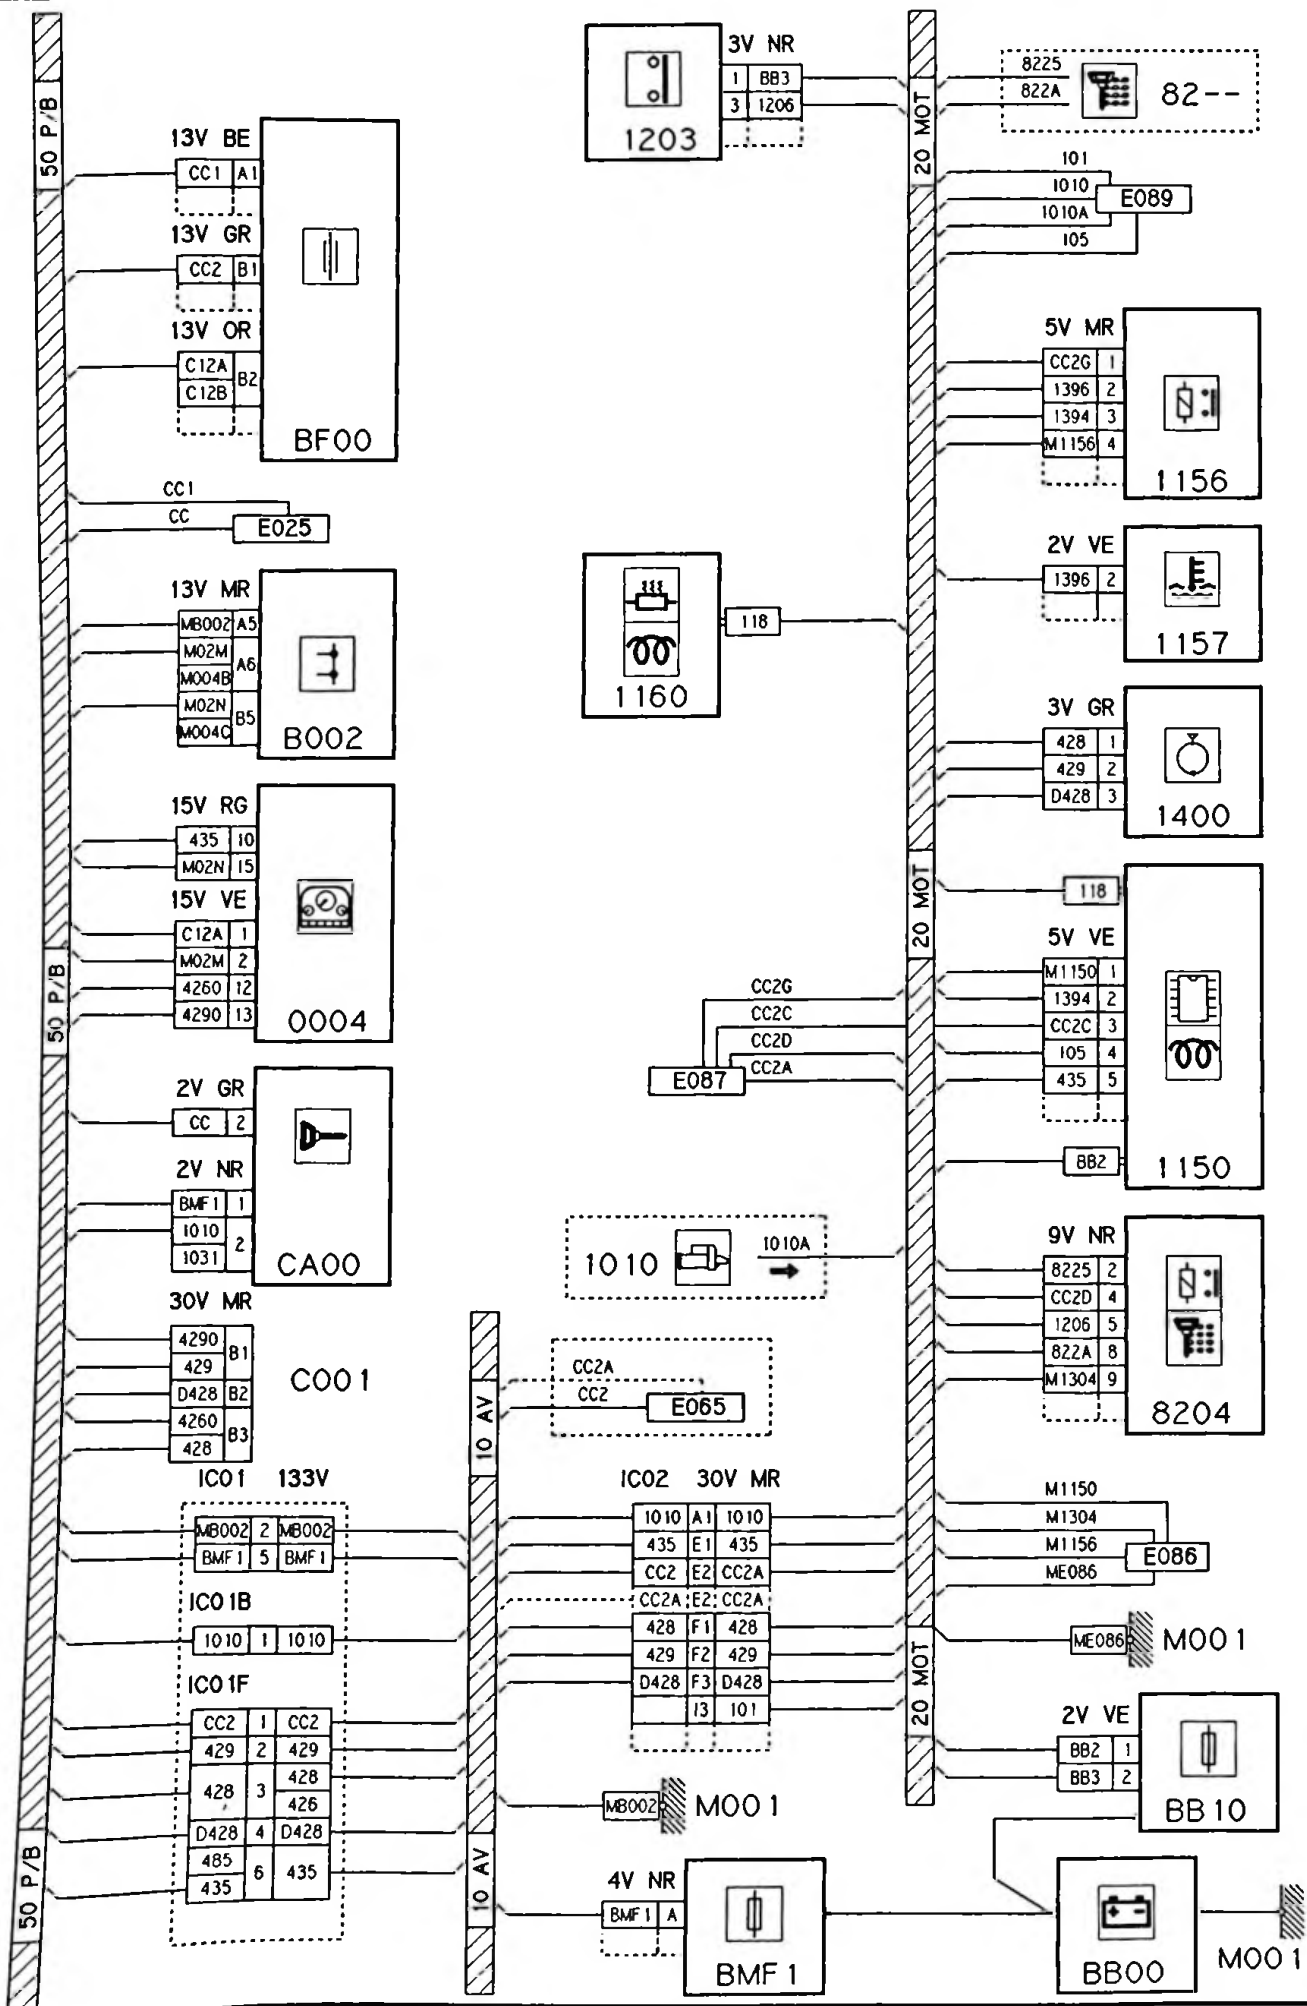 50 P/B
13V BE
CC1 A1
13V GR
CC2 B1
13V OR
C12A B2
C12B
BF00
CC1
CC
E025
13V MR
MB002 A5
M02M A6
M004B
M02N B5
M004C
B002
15V RG
435 10
M02N 15
15V VE
C12A 1
M02M 2
4260 12
4290 13
0004
50 P/B
2V GR
CC 2
2V NR
BMF1 1
1010 2
1031
CA00
30V MR
4290 B1
429
D428 B2
4260 B3
428
C001
IC01 133V
MB002 2 MB002
BMF1 5 BMF1
IC01B
1010 1 1010
IC01F
CC2 1 CC2
429 2 429
428 3 428
426
D428 4 D428
485 6 435
435
50 P/B
3V NR
1 BB3
3 1206
1203
1160
118
CC2G
CC2C
CC2D
CC2A
E087
1010
1010A
10 AV
CC2A
CC2
E065
IC02 30V MR
1010 A1 1010
435 E1 435
CC2 E2 CC2A
CC2A E2 CC2A
428 F1 428
429 F2 429
D428 F3 D428
I3 101
MB002 M001
10 AV
4V NR
BMF1 A
BMF1
20 MOT
8225
822A
82--
101
1010
1010A
105
E089
5V MR
CC2G 1
1396 2
1394 3
M1156 4
1156
2V VE
1396 2
1157
3V GR
428 1
429 2
D428 3
1400
20 MOT
118
5V VE
M1150 1
1394 2
CC2C 3
105 4
435 5
BB2
1150
9V NR
8225 2
CC2D 4
1206 5
822A 8
M1304 9
8204
M1150
M1304
M1156
ME086
E086
ME086 M001
20 MOT
2V VE
BB2 1
BB3 2
BB10
+ -
BB00
M001